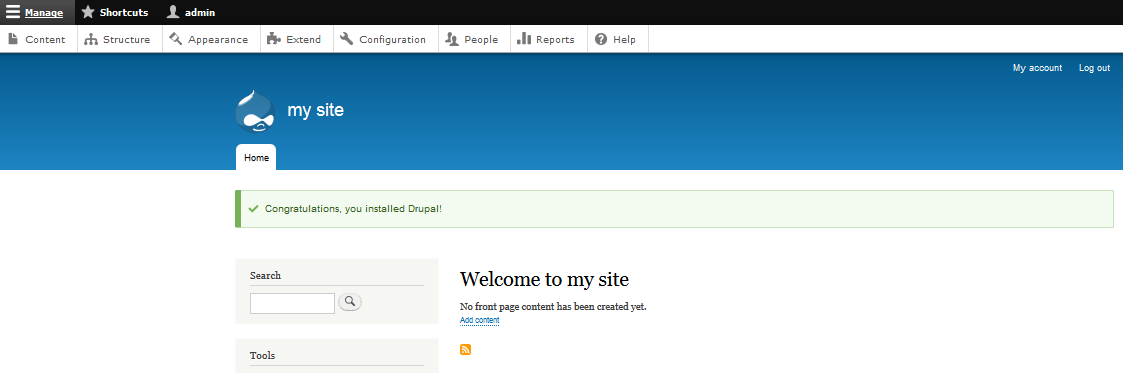 Manage Shortcuts admin
Content Structure Appearance Extend Configuration People Reports Help
My account Log out
my site
Home
Congratulations, you installed Drupal!
Search
Welcome to my site
No front page content has been created yet.
Add content
Tools